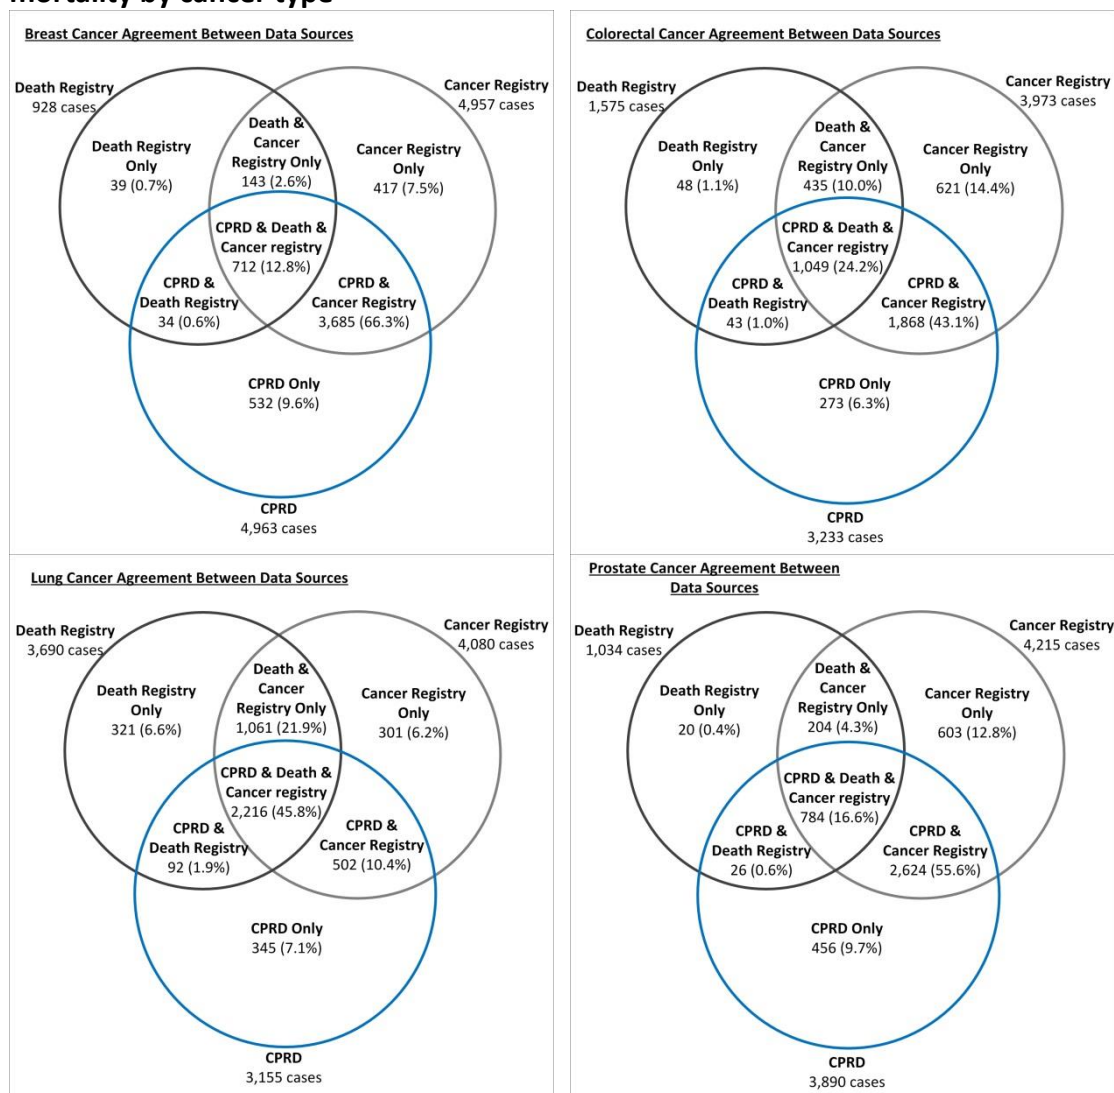 Mortality by cancer type
Breast Cancer Agreement Between Data Sources
Death Registry
928 cases
Cancer Registry
4,957 cases
Death Registry
Only
39 (0.7%)
Death &
Cancer
Registry Only
143 (2.6%)
Cancer Registry
Only
417 (7.5%)
CPRD & Death &
Cancer registry
712 (12.8%)
CPRD &
Death Registry
34 (0.6%)
CPRD &
Cancer Registry
3,685 (66.3%)
CPRD Only
532 (9.6%)
CPRD
4,963 cases
Colorectal Cancer Agreement Between Data Sources
Death Registry
1,575 cases
Cancer Registry
3,973 cases
Death Registry
Only
48 (1.1%)
Death &
Cancer
Registry Only
435 (10.0%)
Cancer Registry
Only
621 (14.4%)
CPRD & Death &
Cancer registry
1,049 (24.2%)
CPRD &
Death Registry
43 (1.0%)
CPRD &
Cancer Registry
1,868 (43.1%)
CPRD Only
273 (6.3%)
CPRD
3,233 cases
Lung Cancer Agreement Between Data Sources
Death Registry
3,690 cases
Cancer Registry
4,080 cases
Death Registry
Only
321 (6.6%)
Death &
Cancer
Registry Only
1,061 (21.9%)
Cancer Registry
Only
301 (6.2%)
CPRD & Death &
Cancer registry
2,216 (45.8%)
CPRD &
Death Registry
92 (1.9%)
CPRD &
Cancer Registry
502 (10.4%)
CPRD Only
345 (7.1%)
CPRD
3,155 cases
Prostate Cancer Agreement Between
Data Sources
Death Registry
1,034 cases
Cancer Registry
4,215 cases
Death Registry
Only
20 (0.4%)
Death &
Cancer
Registry Only
204 (4.3%)
Cancer Registry
Only
603 (12.8%)
CPRD & Death &
Cancer registry
784 (16.6%)
CPRD &
Death Registry
26 (0.6%)
CPRD &
Cancer Registry
2,624 (55.6%)
CPRD Only
456 (9.7%)
CPRD
3,890 cases